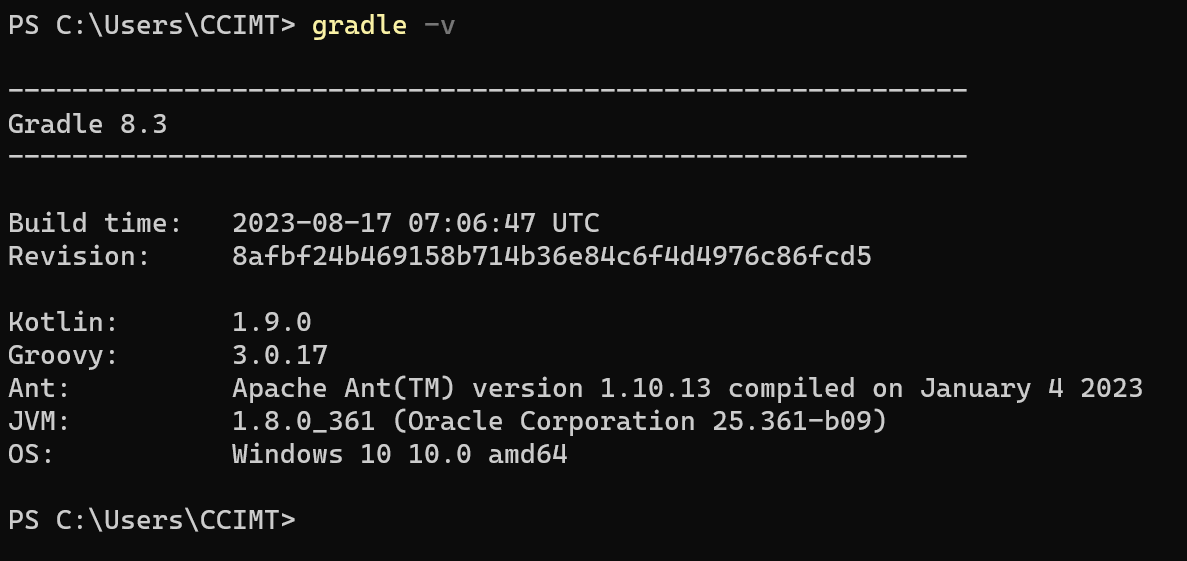 PS C:\Users\CCIMT> gradle -v
------------------------------------------------------------
Gradle 8.3
------------------------------------------------------------
Build time:   2023-08-17 07:06:47 UTC
Revision:     8afbf24b469158b714b36e84c6f4d4976c86fcd5
Kotlin:       1.9.0
Groovy:       3.0.17
Ant:          Apache Ant(TM) version 1.10.13 compiled on January 4 2023
JVM:          1.8.0_361 (Oracle Corporation 25.361-b09)
OS:           Windows 10 10.0 amd64
PS C:\Users\CCIMT>